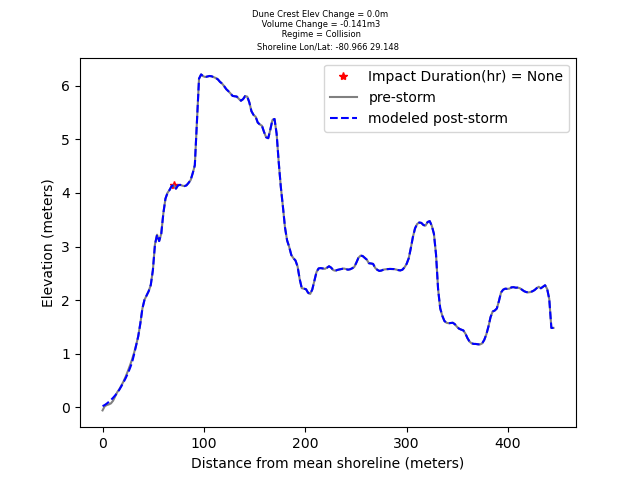 Dune Crest Elev Change = 0.0m
Volume Change = -0.141m3
Regime = Collision
Shoreline Lon/Lat: -80.966 29.148
Impact Duration(hr) = None
pre-storm
modeled post-storm
6
5
4
3
2
1
0
Elevation (meters)
0 100 200 300 400
Distance from mean shoreline (meters)